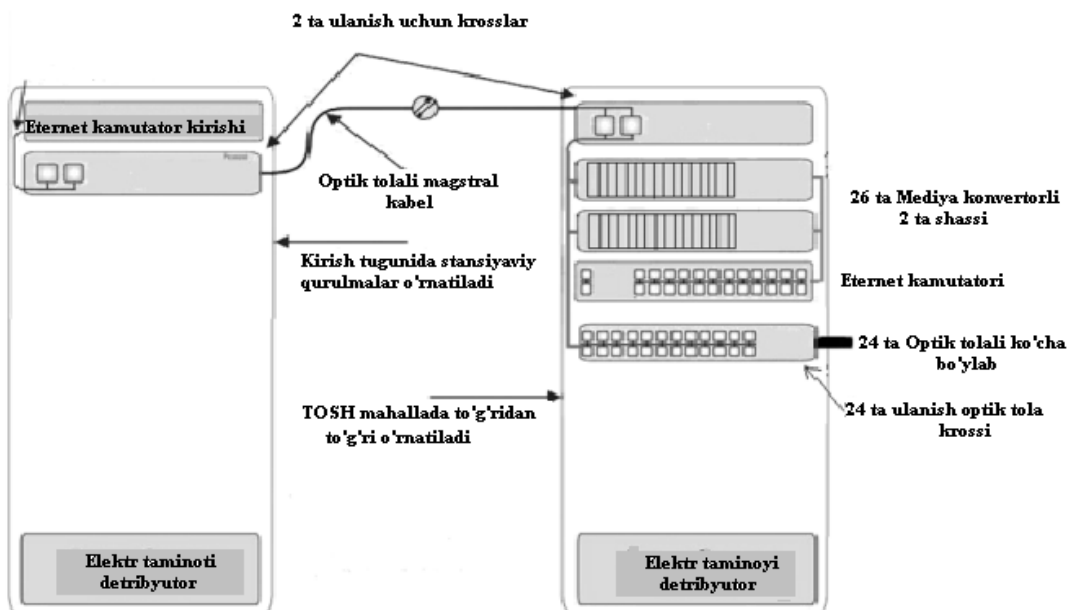 2 ta ulanish uchun krosslar
Eternet kamutator kirishi
Optik tolali magstral
kabel
Kirish tugunida stansiyaviy
qurulmalar o'rnatiladi
26 ta Mediya konvertorli
2 ta shassi
Eternet kamutatori
24 ta Optik tolali ko'cha
bo'ylab
TOSH mahallada to'g'ridan
to'g'ri o'rnatiladi
24 ta ulanish optik tola
krossi
Elektr taminoti
detribyutor
Elektr taminoyi
detribyutor